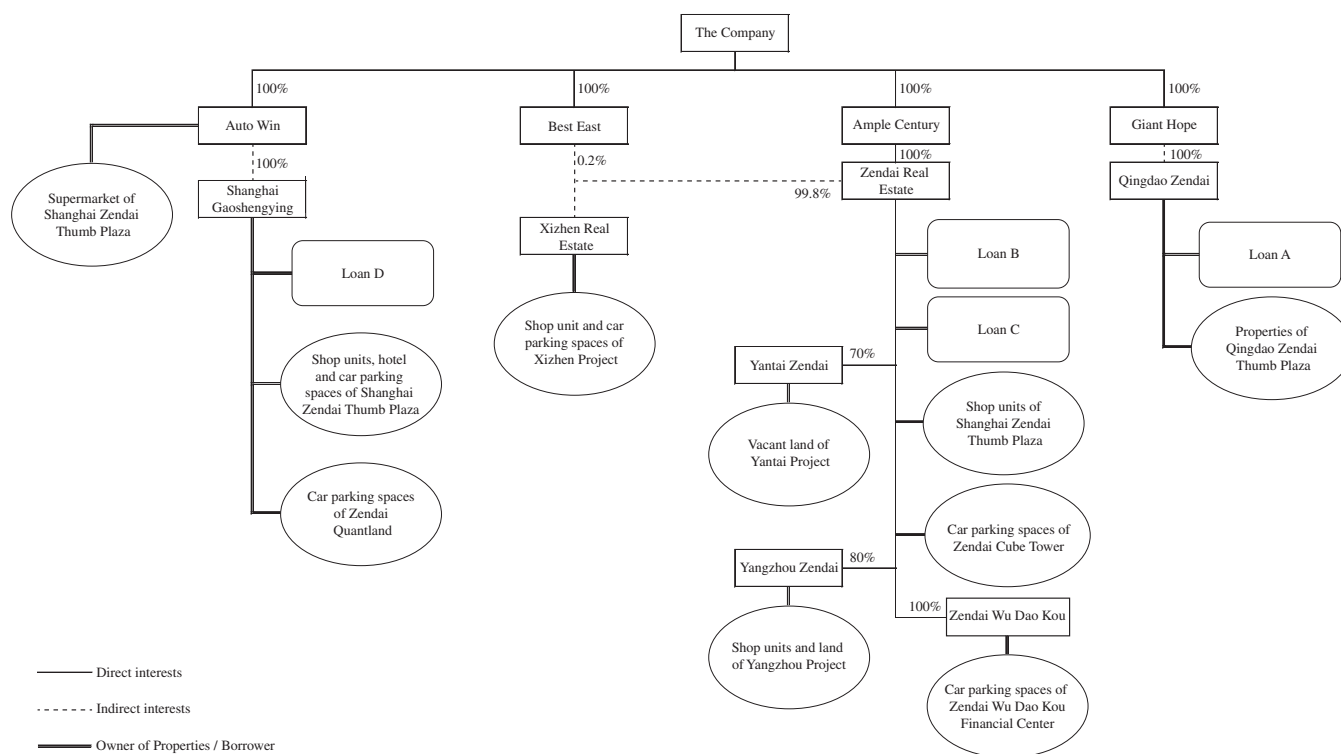 The Company
100%
100%
100%
100%
Auto Win
Best East
Ample Century
Giant Hope
100%
0.2%
100%
100%
99.8%
Supermarket of
Shanghai Zendai
Thumb Plaza
Shanghai
Gaoshengying
Zendai Real
Estate
Qingdao Zendai
Xizhen Real
Estate
Loan D
Loan B
Loan A
Shop unit and car
parking spaces of
Xizhen Project
Loan C
Properties of
Qingdao Zendai
Thumb Plaza
Shop units, hotel
and car parking
spaces of Shanghai
Zendai Thumb Plaza
Yantai Zendai
70%
Shop units of
Shanghai Zendai
Thumb Plaza
Vacant land of
Yantai Project
Car parking spaces
of Zendai
Quantland
Car parking spaces of
Zendai Cube Tower
Yangzhou Zendai
80%
100%
Zendai Wu Dao Kou
Shop units and land
of Yangzhou Project
Car parking spaces of
Zendai Wu Dao Kou
Financial Center
Direct interests
Indirect interests
Owner of Properties / Borrower